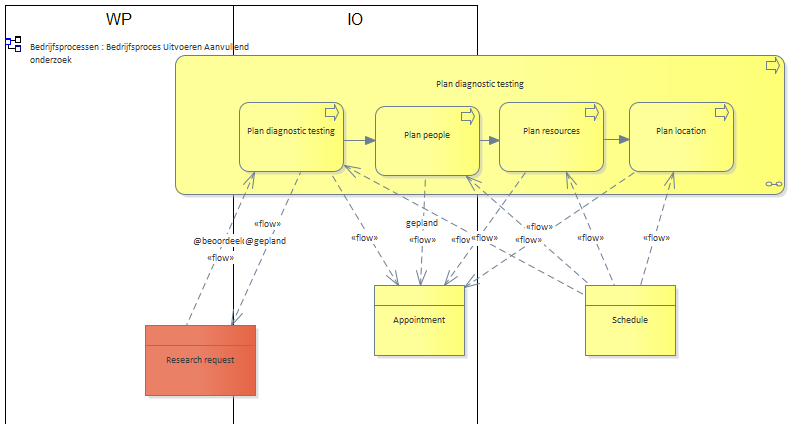 WP
IO
Bedrijfsprocessen : Bedrijfsproces Uitvoeren Aanvullend
onderzoek
Plan diagnostic testing
Plan diagnostic testing
Plan people
Plan resources
Plan location
«flow»
gepland
«flow»
@beoordeel
@gepland
«flow»
«flow»
«flow»
«flow»
«flow»
«flow»
«flow»
«flow»
Appointment
Schedule
Research request